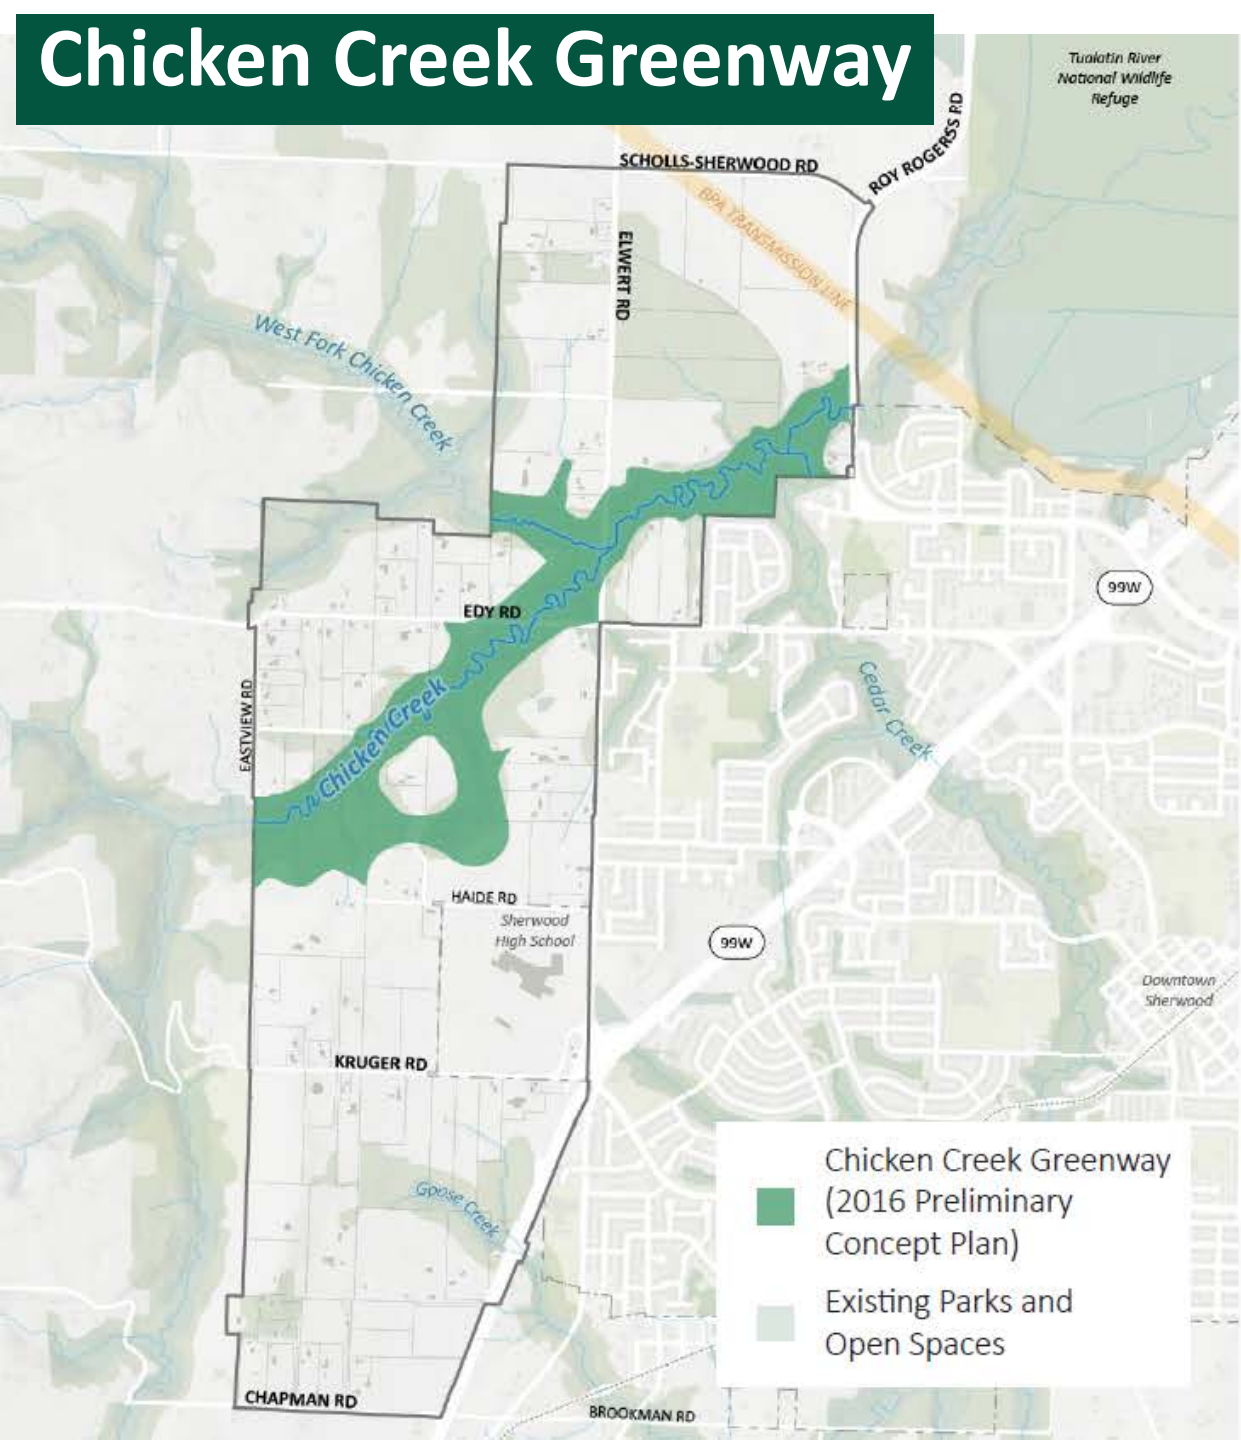 Chicken Creek Greenway
Tualatin River
National Wildlife
Refuge
ROY ROGERSS RD
SCHOLLS-SHERWOOD RD
BPA TRANSMISSION LINE
ELWERT RD
West Fork Chicken Creek
99W
EDY RD
Cedar Creek
EASTVIEW RD
Chicken Creek
HAIDE RD
Sherwood
High School
99W
Downtown
Sherwood
KRUGER RD
Goose Creek
Chicken Creek Greenway
(2016 Preliminary
Concept Plan)
Existing Parks and
Open Spaces
CHAPMAN RD
BROOKMAN RD